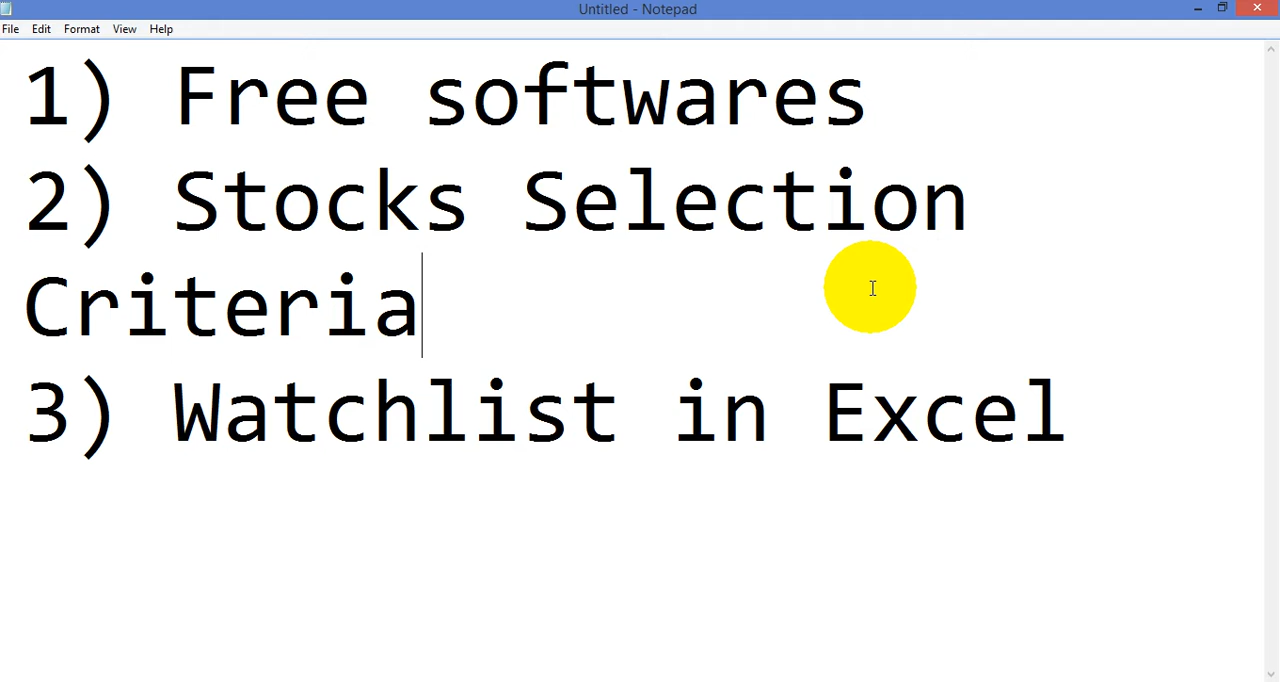 Untitled - Notepad
File Edit Format View Help
1) Free softwares
2) Stocks Selection
Criteria
3) Watchlist in Excel